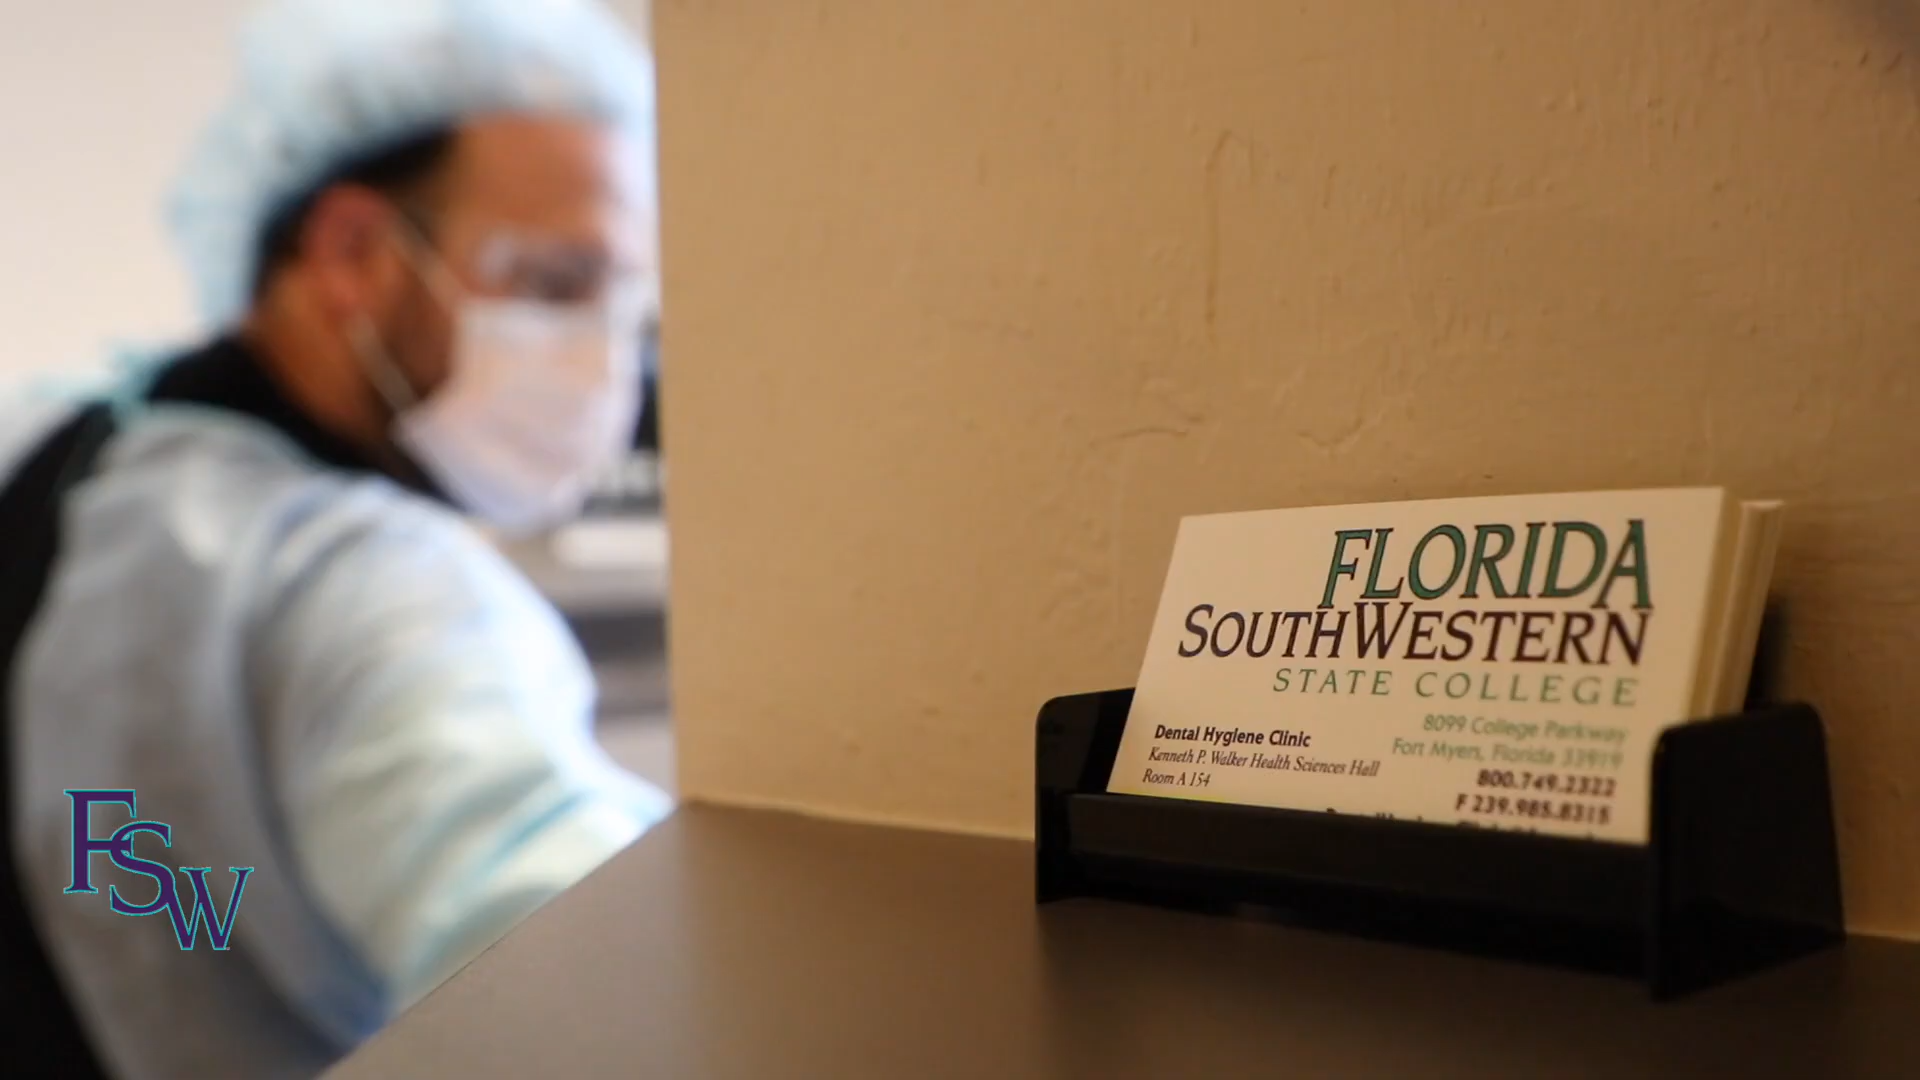 FLORIDA
SOUTHWESTERN
STATE COLLEGE
8099 College Parkway
Fort Myers, Florida 33919
800.749.2322
F 239.985.8315
Dental Hygiene Clinic
Kenneth P. Walker Health Sciences Hall
Room A 154
FSW